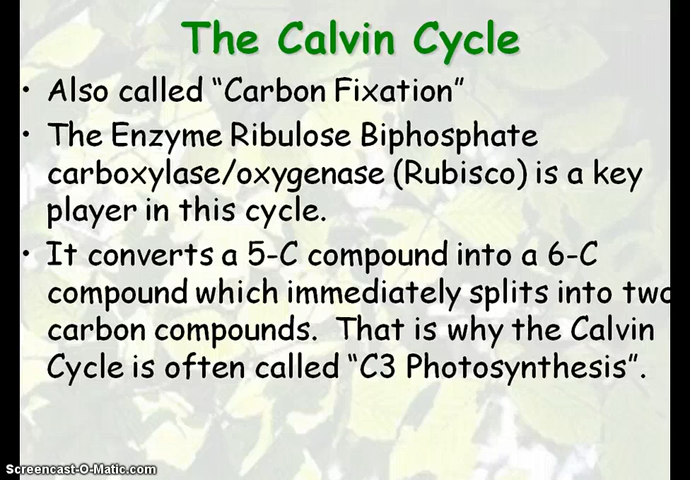 The Calvin Cycle
• Also called “Carbon Fixation”
• The Enzyme Ribulose Biphosphate
carboxylase/oxygenase (Rubisco) is a key
player in this cycle.
• It converts a 5-C compound into a 6-C
compound which immediately splits into two
carbon compounds.  That is why the Calvin
Cycle is often called “C3 Photosynthesis”.
Screencast-O-Matic.com